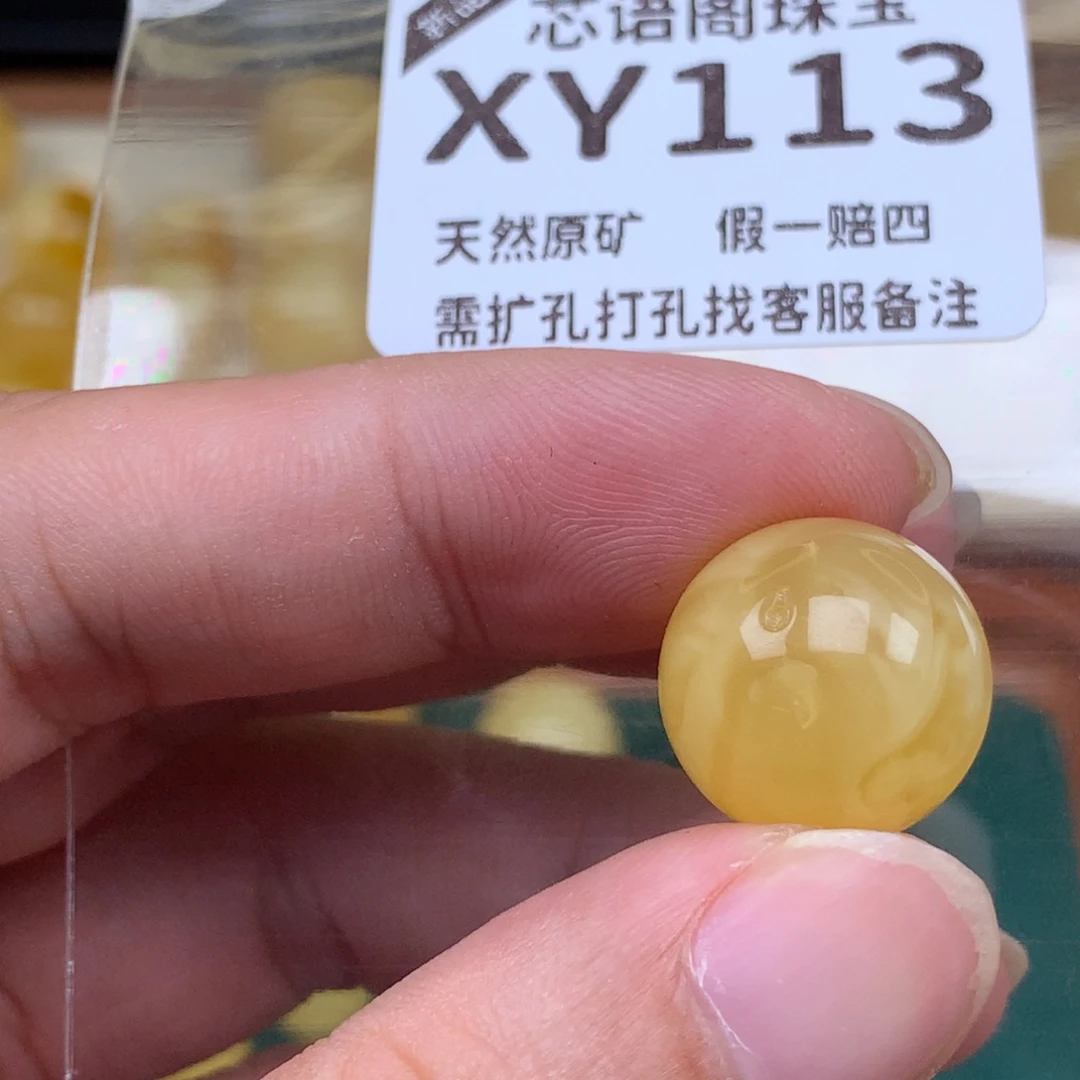 芯语阁珠宝
XY113
天然原矿 假一赔四
需扩孔打孔找客服备注